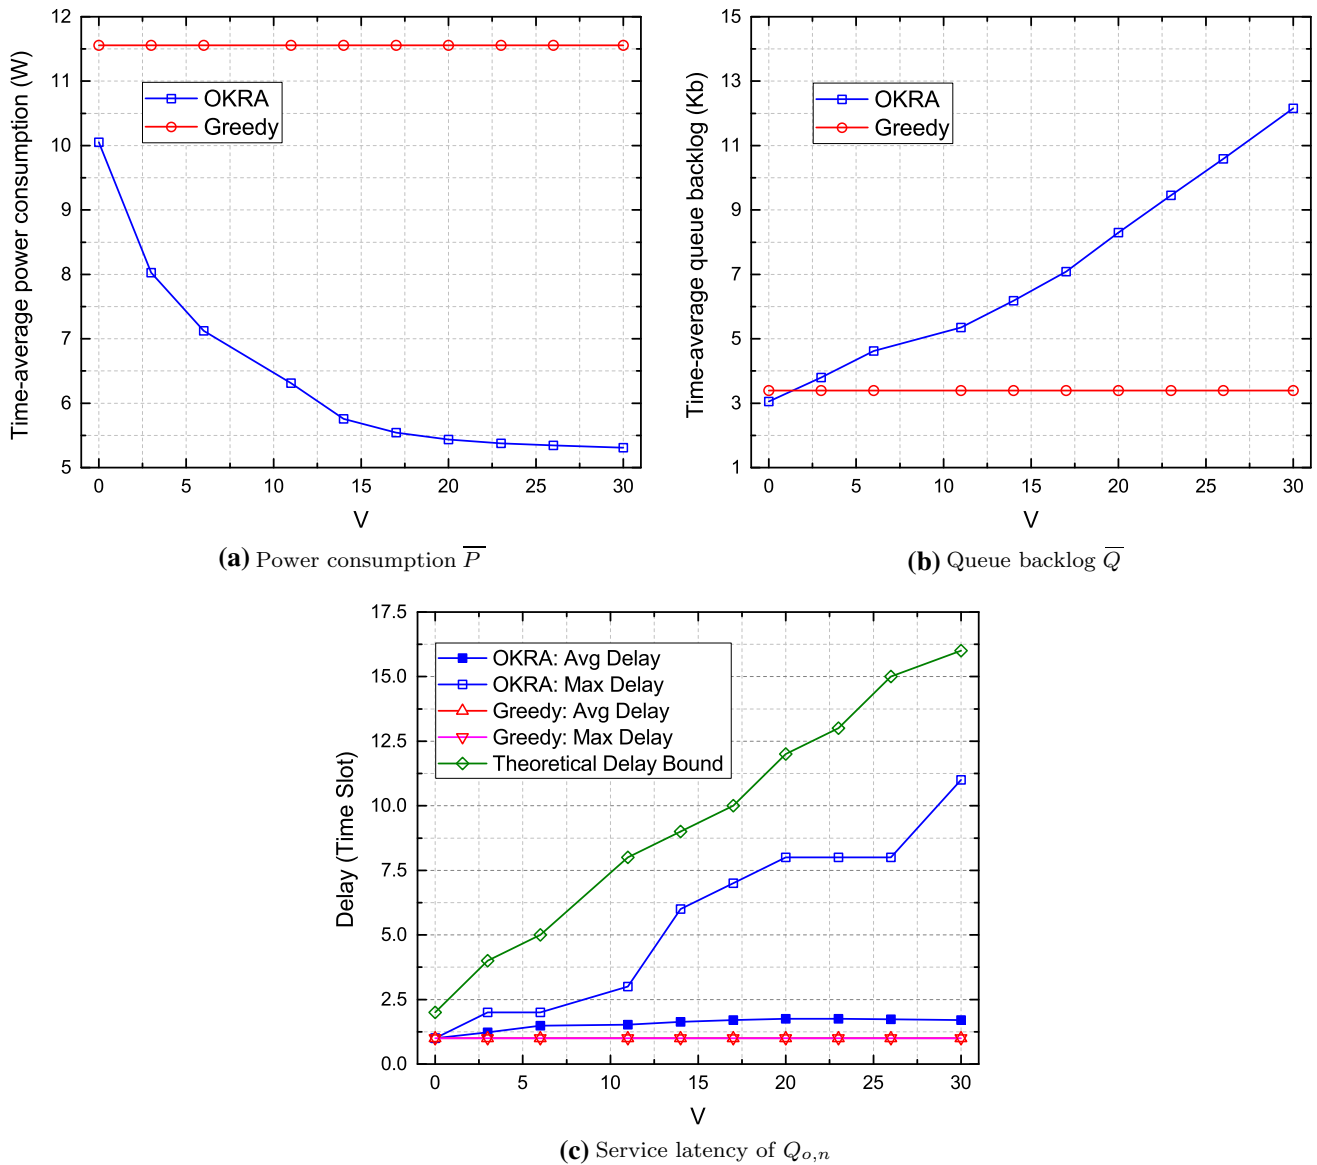 Time-average power consumption (W)
12
11
10
9
8
7
6
5
OKRA
Greedy
0 5 10 15 20 25 30
V
(a) Power consumption P
Time-average queue backlog (Kb)
15
13
11
9
7
5
3
1
OKRA
Greedy
0 5 10 15 20 25 30
V
(b) Queue backlog Q
Delay (Time Slot)
17.5
15.0
12.5
10.0
7.5
5.0
2.5
0.0
OKRA: Avg Delay
OKRA: Max Delay
Greedy: Avg Delay
Greedy: Max Delay
Theoretical Delay Bound
0 5 10 15 20 25 30
V
(c) Service latency of Qo,n